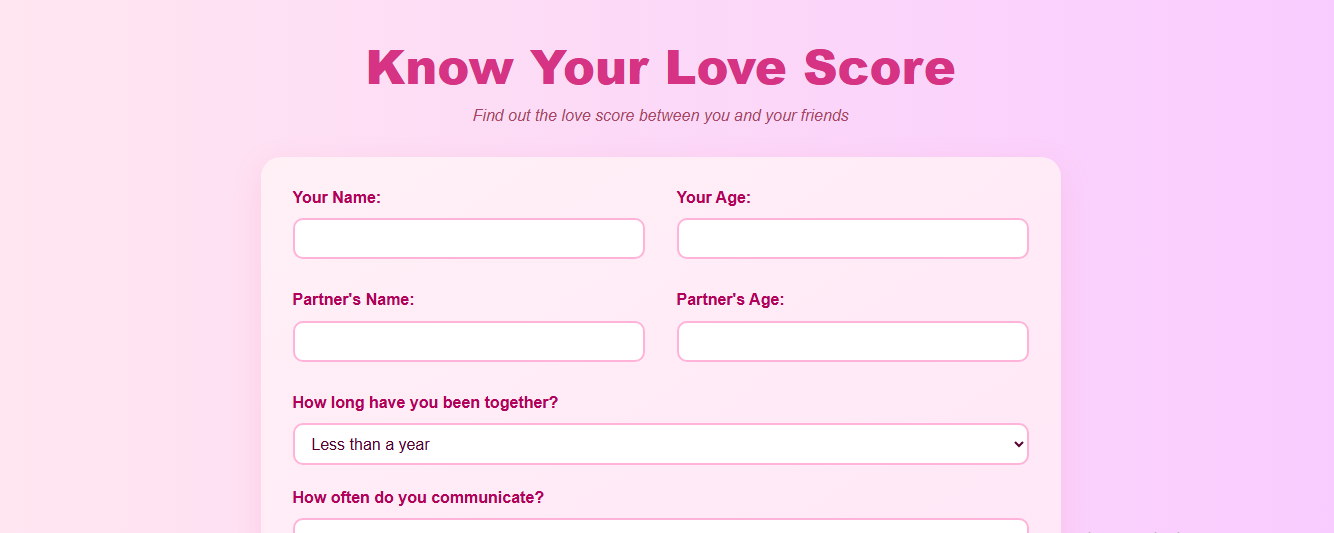 Know Your Love Score
Find out the love score between you and your friends
Your Name:
Your Age:
Partner's Name:
Partner's Age:
How long have you been together?
Less than a year
How often do you communicate?